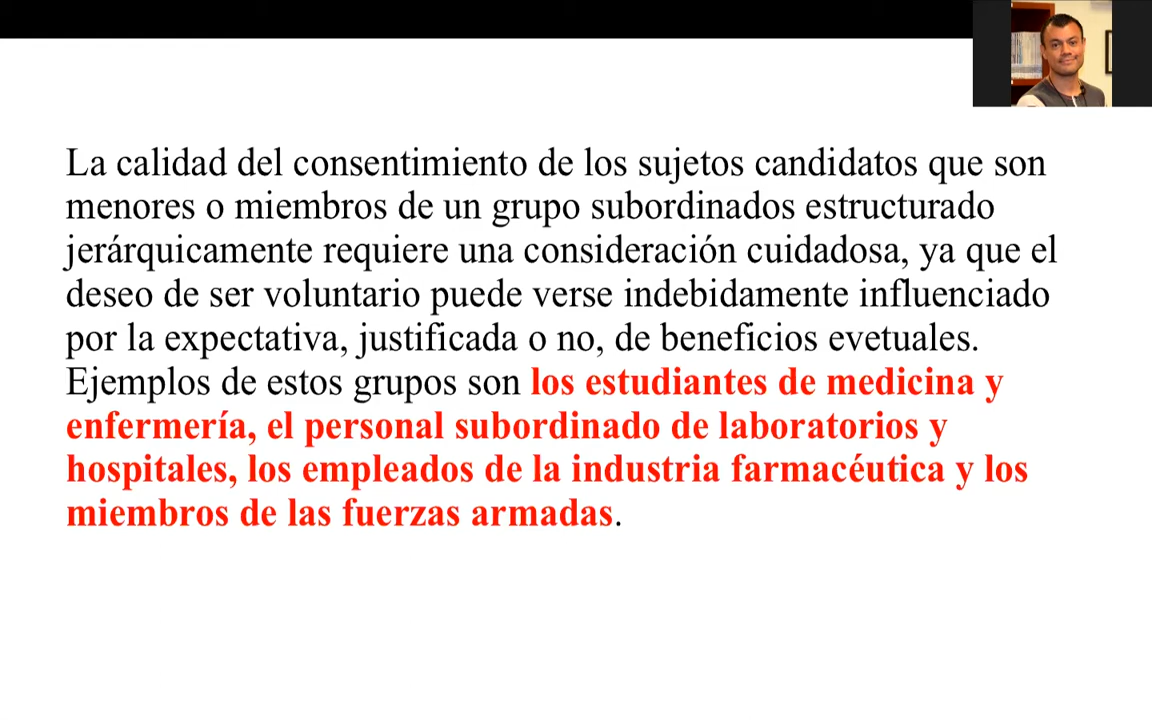 La calidad del consentimiento de los sujetos candidatos que son
menores o miembros de un grupo subordinados estructurado
jerárquicamente requiere una consideración cuidadosa, ya que el
deseo de ser voluntario puede verse indebidamente influenciado
por la expectativa, justificada o no, de beneficios evetuales.
Ejemplos de estos grupos son los estudiantes de medicina y
enfermería, el personal subordinado de laboratorios y
hospitales, los empleados de la industria farmacéutica y los
miembros de las fuerzas armadas.